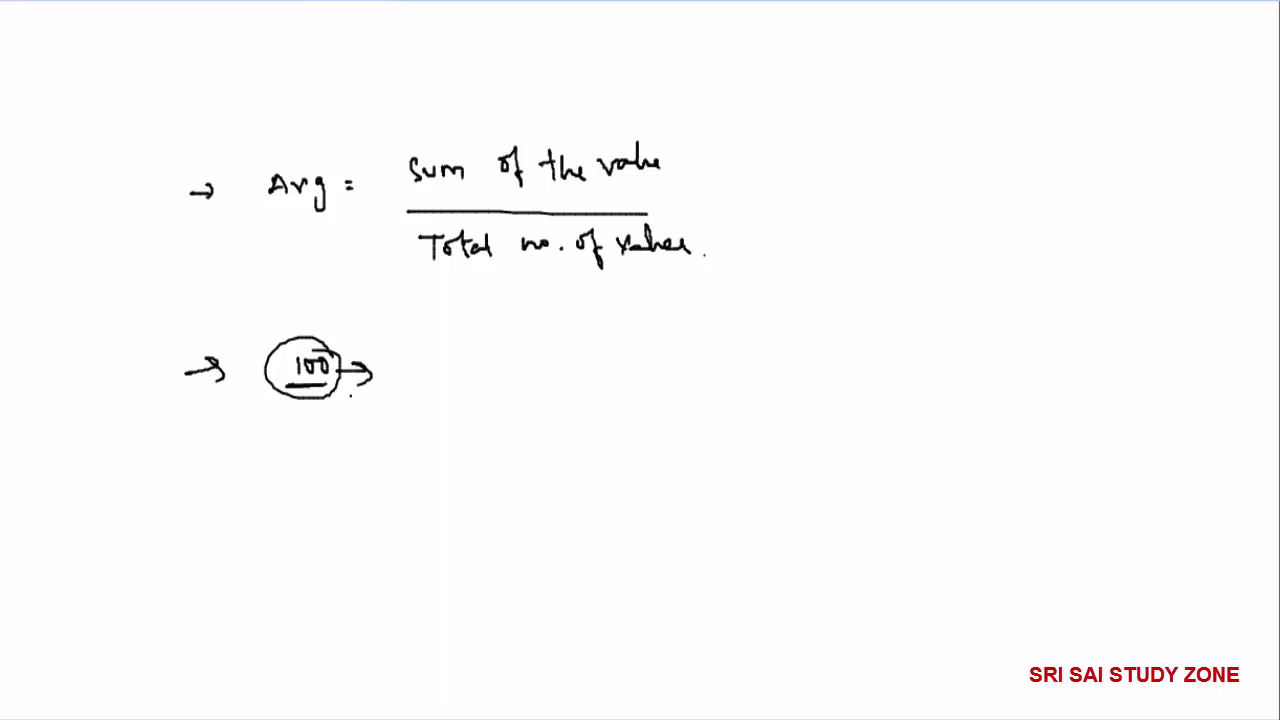 → Avg = Sum of the value
Total no. of values.
→ 100 →
SRI SAI STUDY ZONE